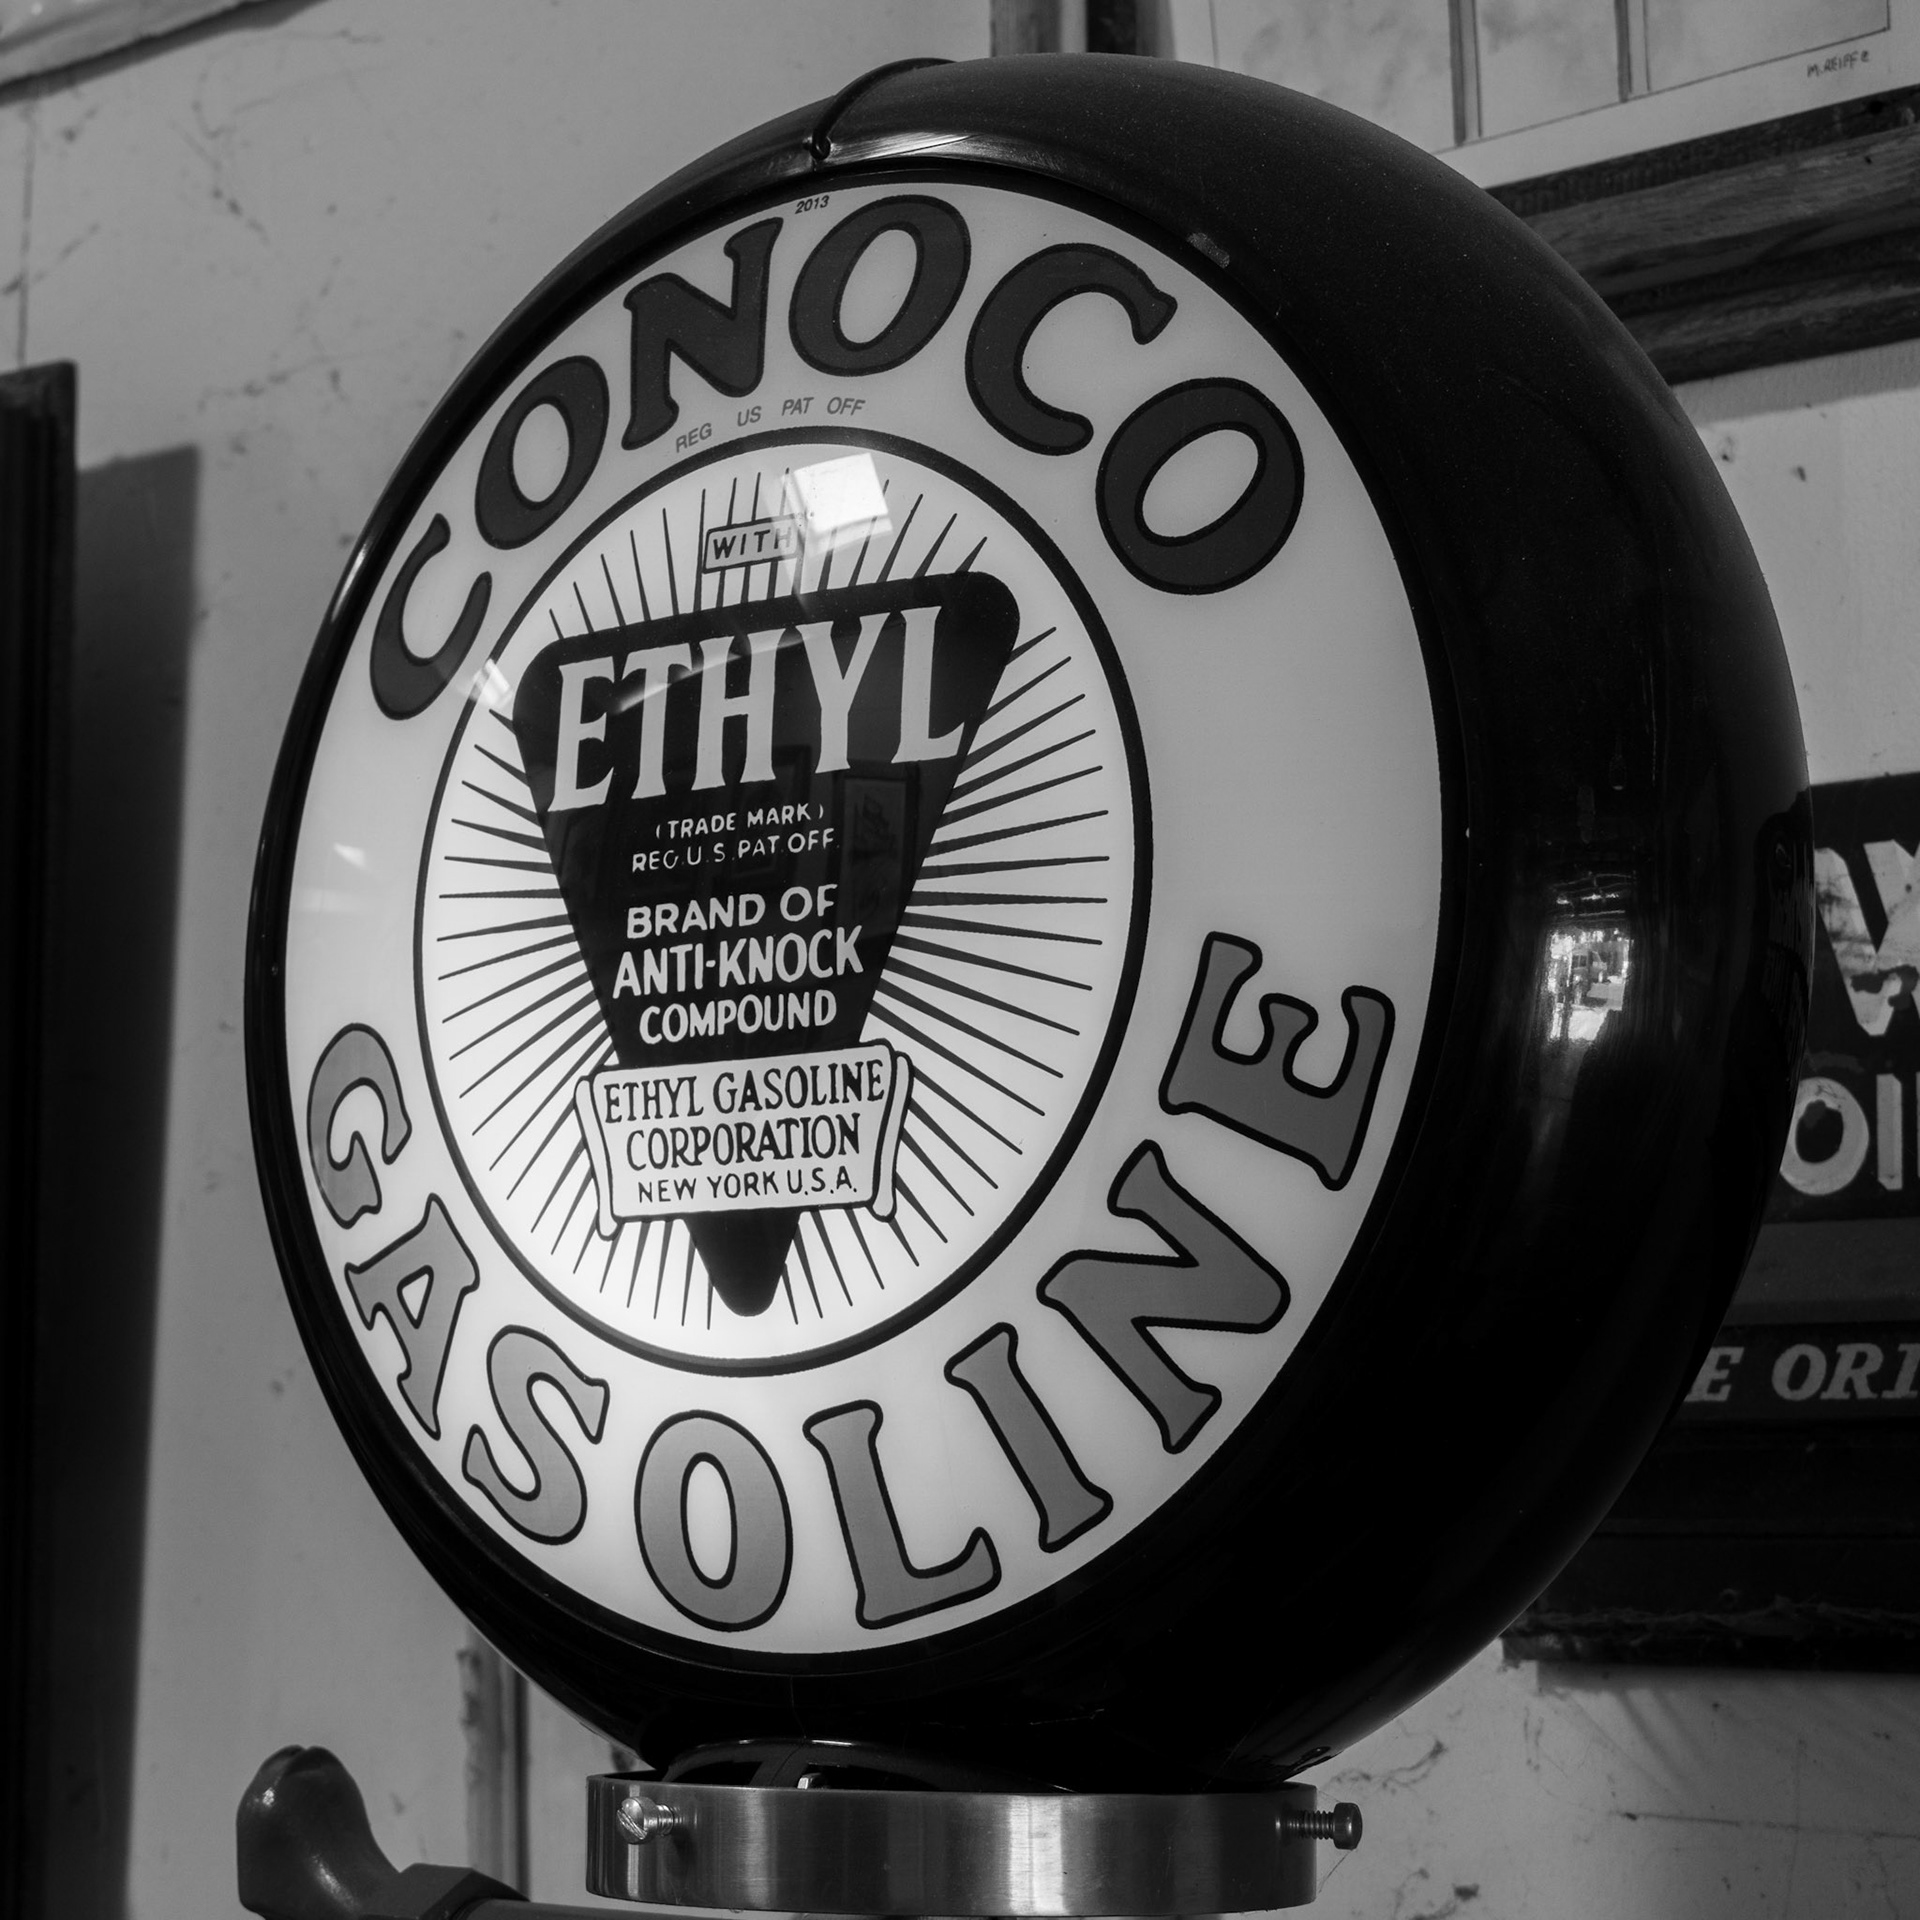 2013
CONOCO
REG US PAT OFF
WITH
ETHYL
(TRADE MARK)
REG.U.S.PAT.OFF.
BRAND OF
ANTI-KNOCK
COMPOUND
ETHYL GASOLINE
CORPORATION
NEW YORK U.S.A.
GASOLINE